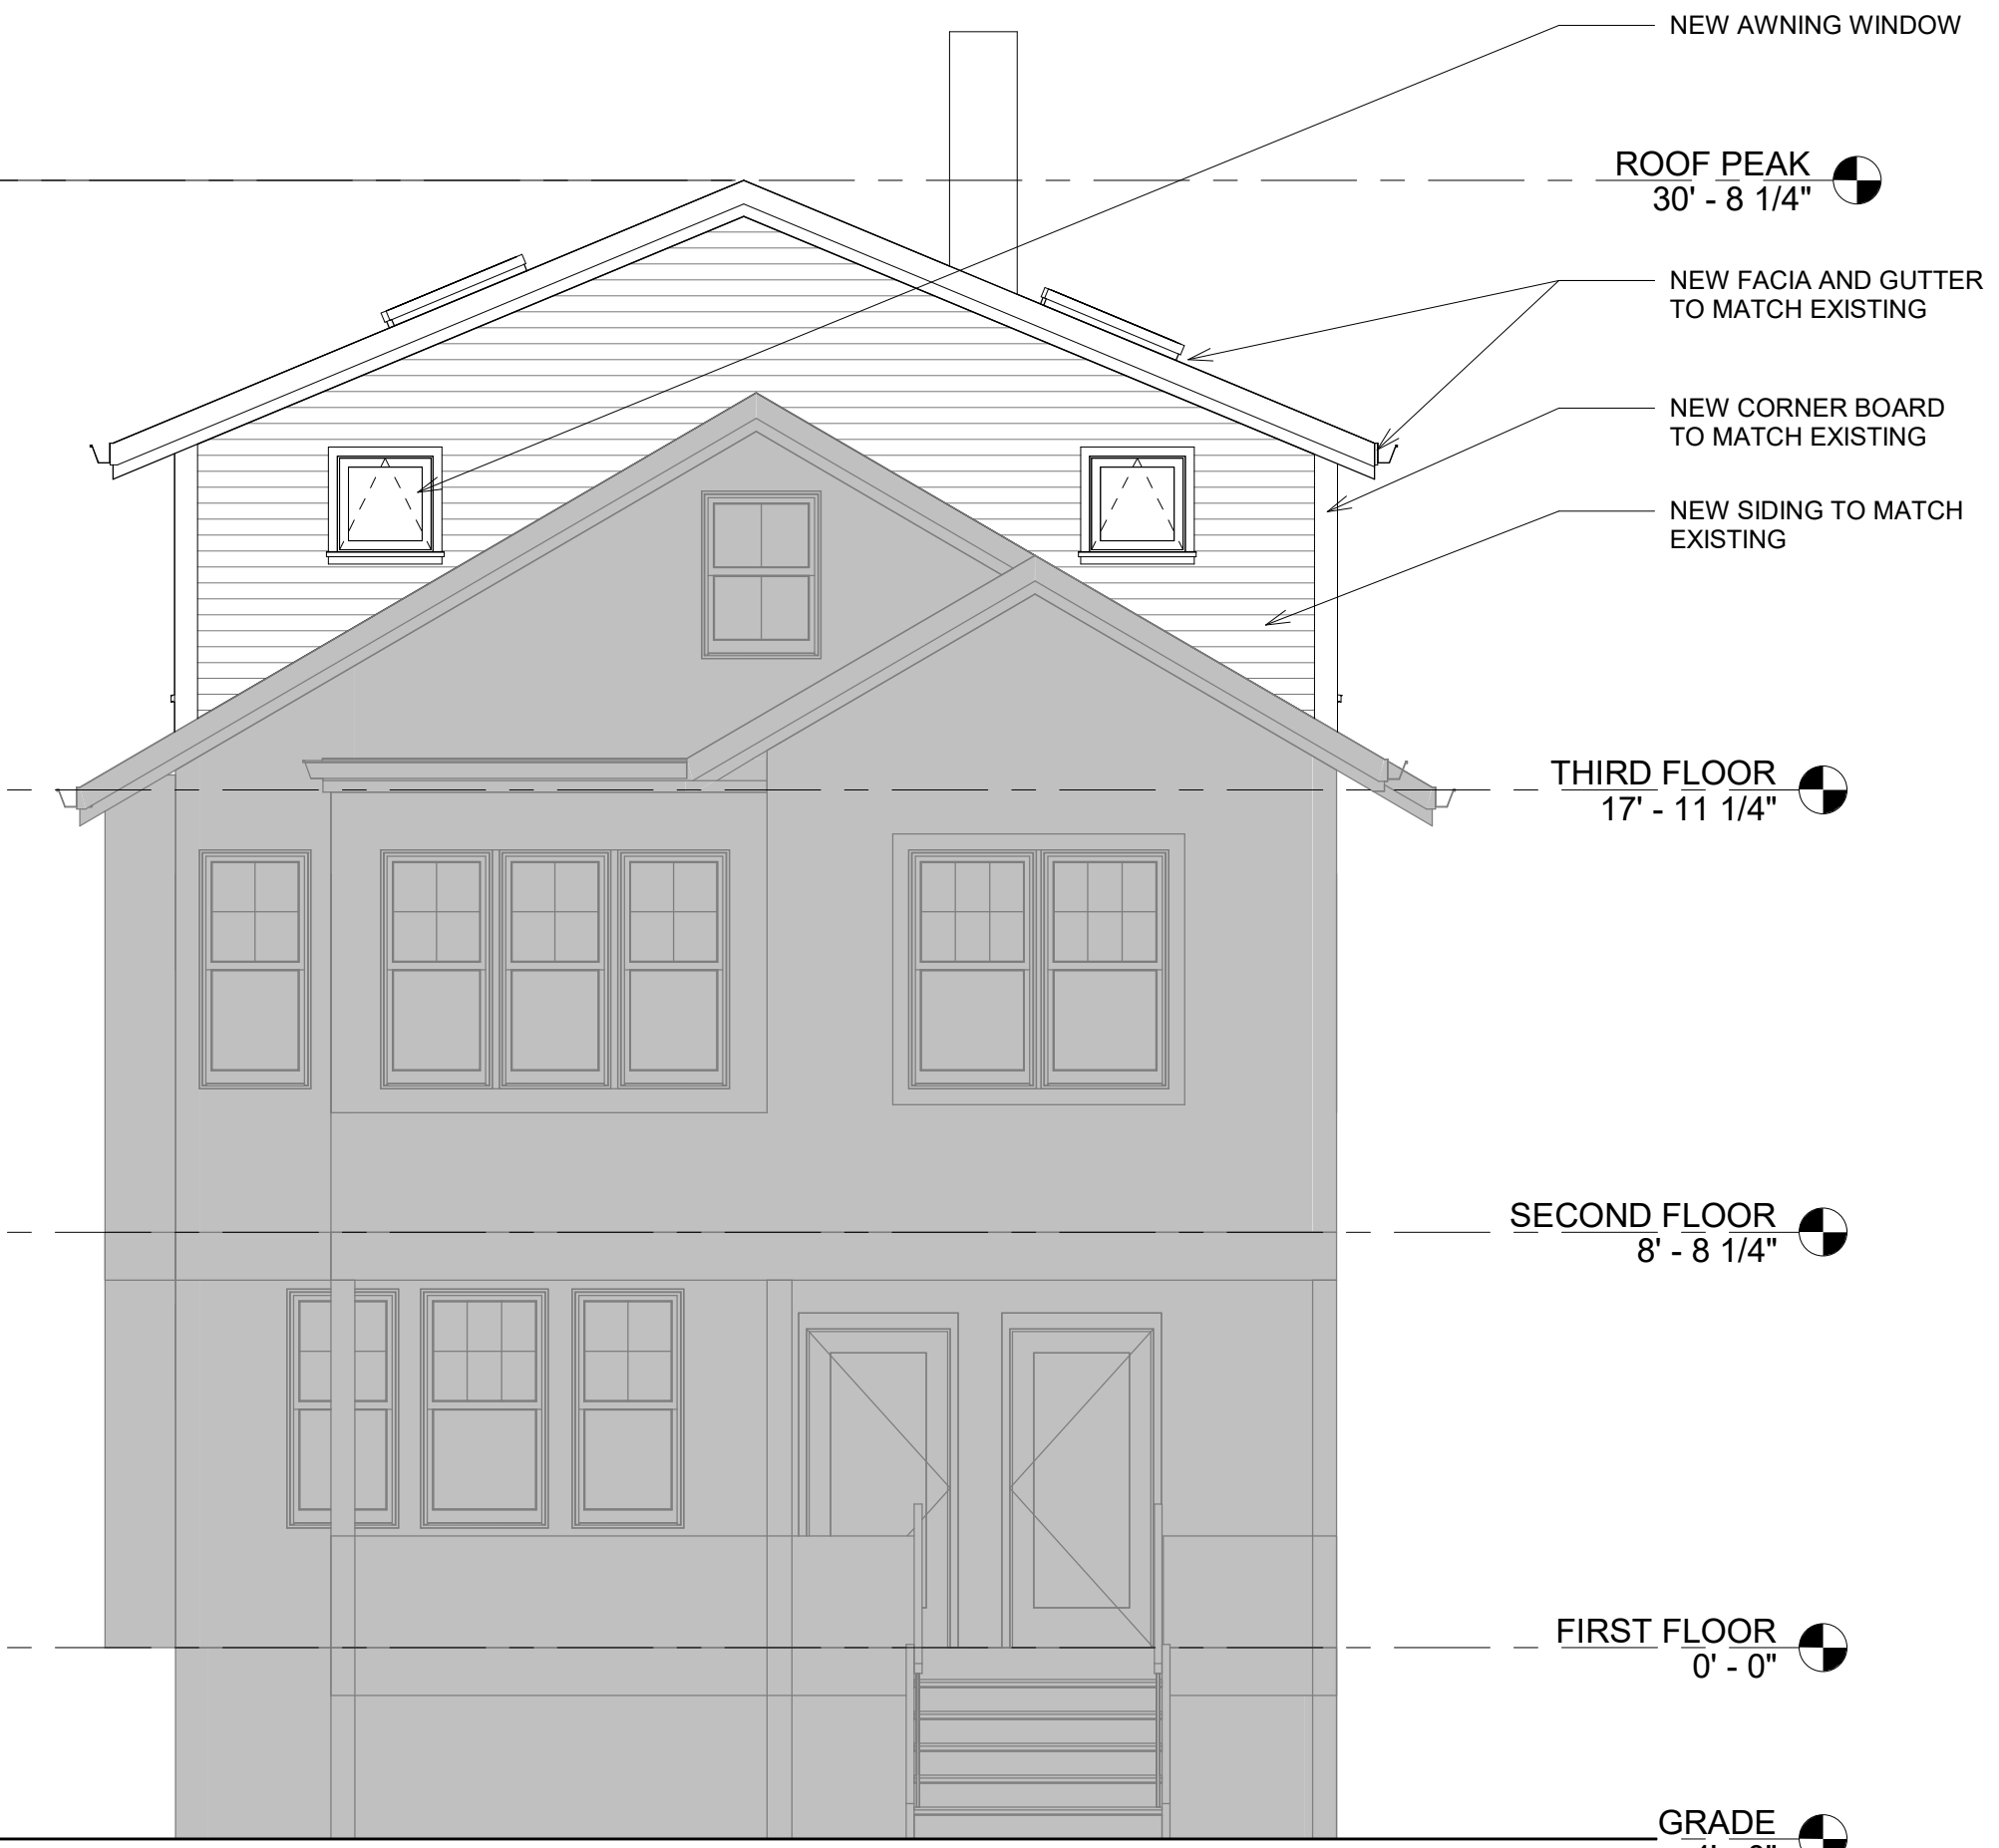 NEW AWNING WINDOW
ROOF PEAK
30' - 8 1/4"
NEW FACIA AND GUTTER
TO MATCH EXISTING
NEW CORNER BOARD
TO MATCH EXISTING
NEW SIDING TO MATCH
EXISTING
THIRD FLOOR
17' - 11 1/4"
SECOND FLOOR
8' - 8 1/4"
FIRST FLOOR
0' - 0"
GRADE